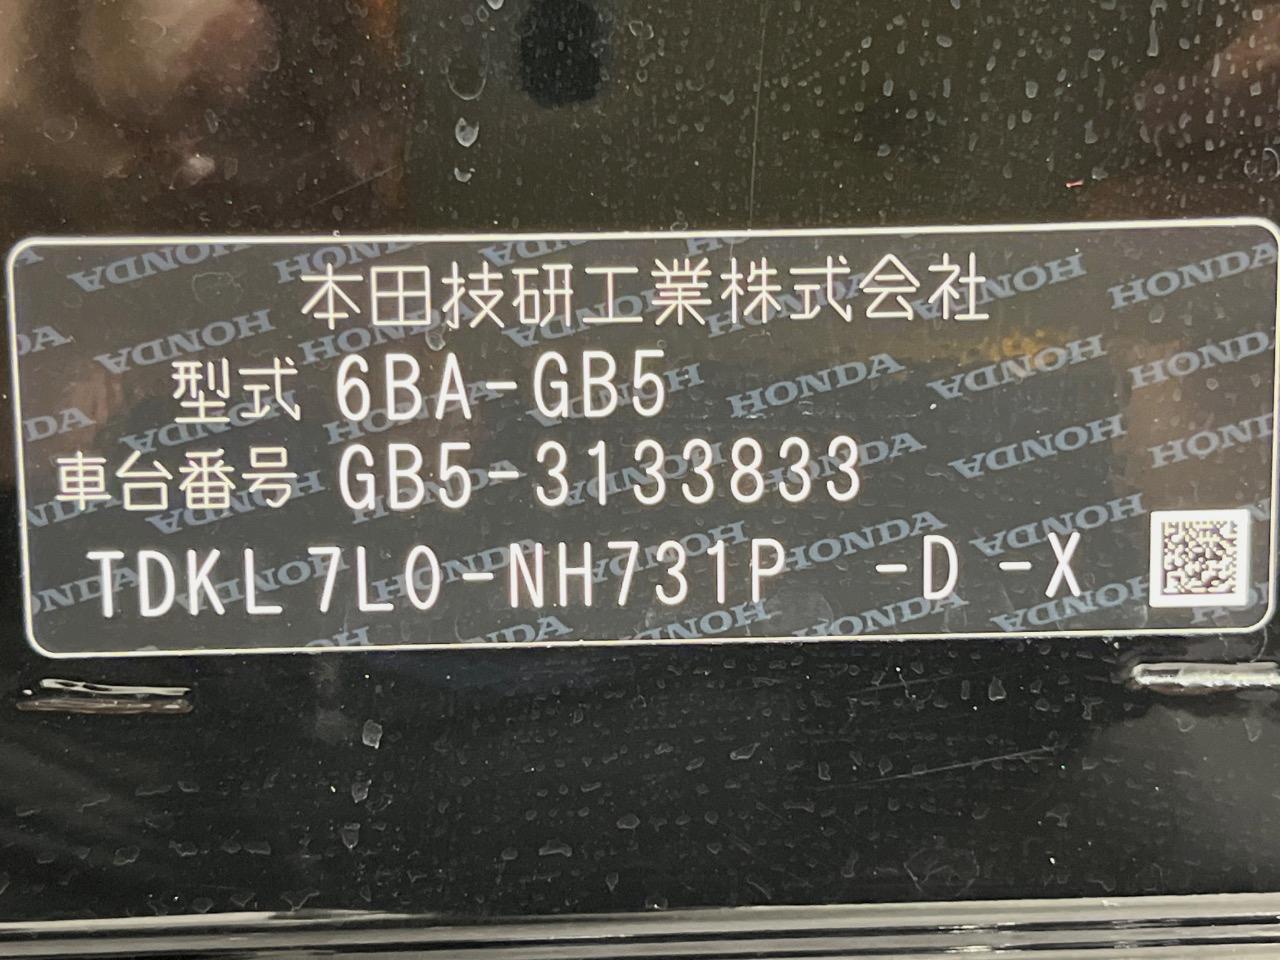 本田技研工業株式会社
型式 6BA-GB5
車台番号 GB5-3133833
TDKL7L0-NH731P -D -X